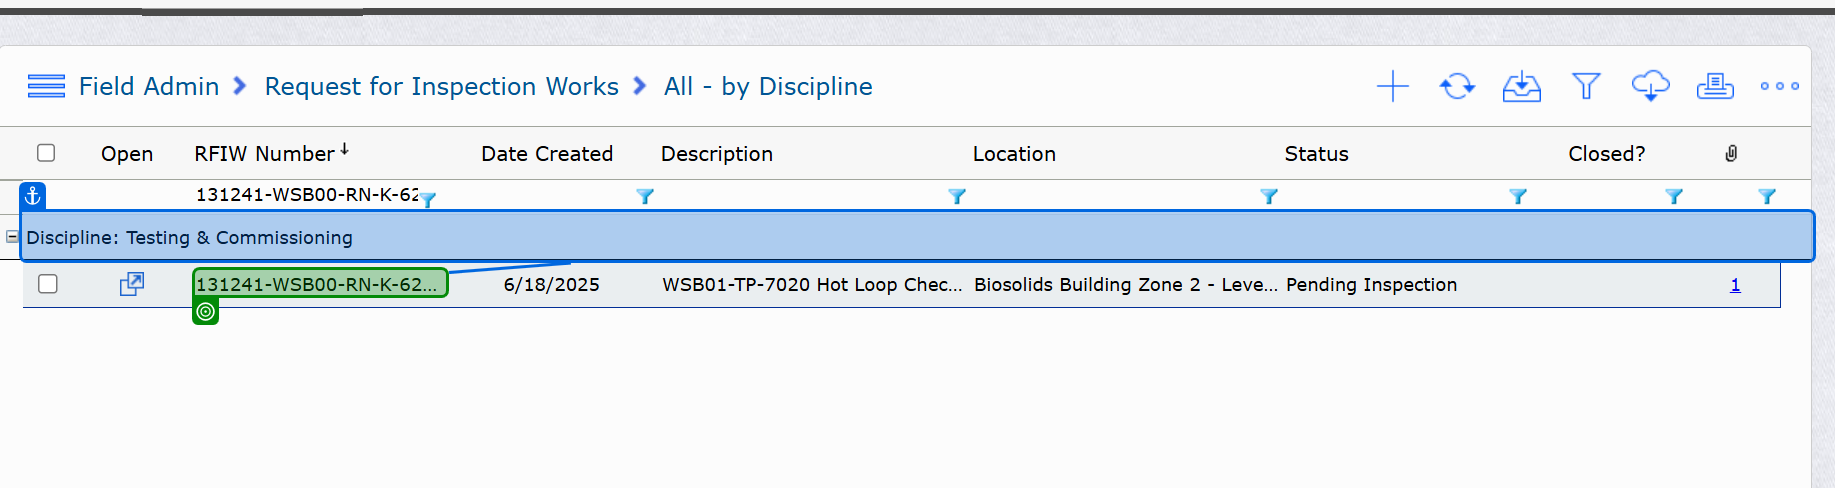 Field Admin Request for Inspection Works All - by Discipline
Open RFIW Number Date Created Description Location Status Closed?
131241-WSB00-RN-K-62
Discipline: Testing & Commissioning
131241-WSB00-RN-K-62... 6/18/2025 WSB01-TP-7020 Hot Loop Chec... Biosolids Building Zone 2 - Leve... Pending Inspection 1